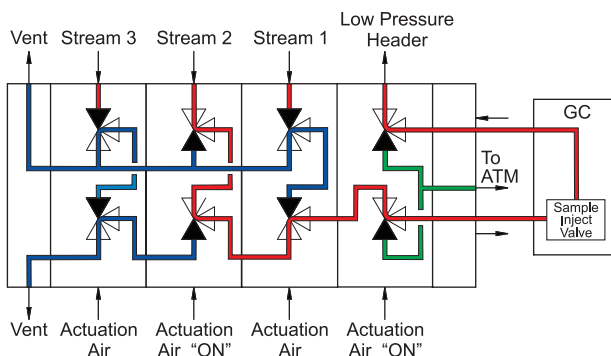 Vent
Stream 3
Stream 2
Stream 1
Low Pressure
Header
GC
To
ATM
Sample
Inject
Valve
Vent
Actuation
Air
Actuation
Air "ON"
Actuation
Air
Actuation
Air "ON"